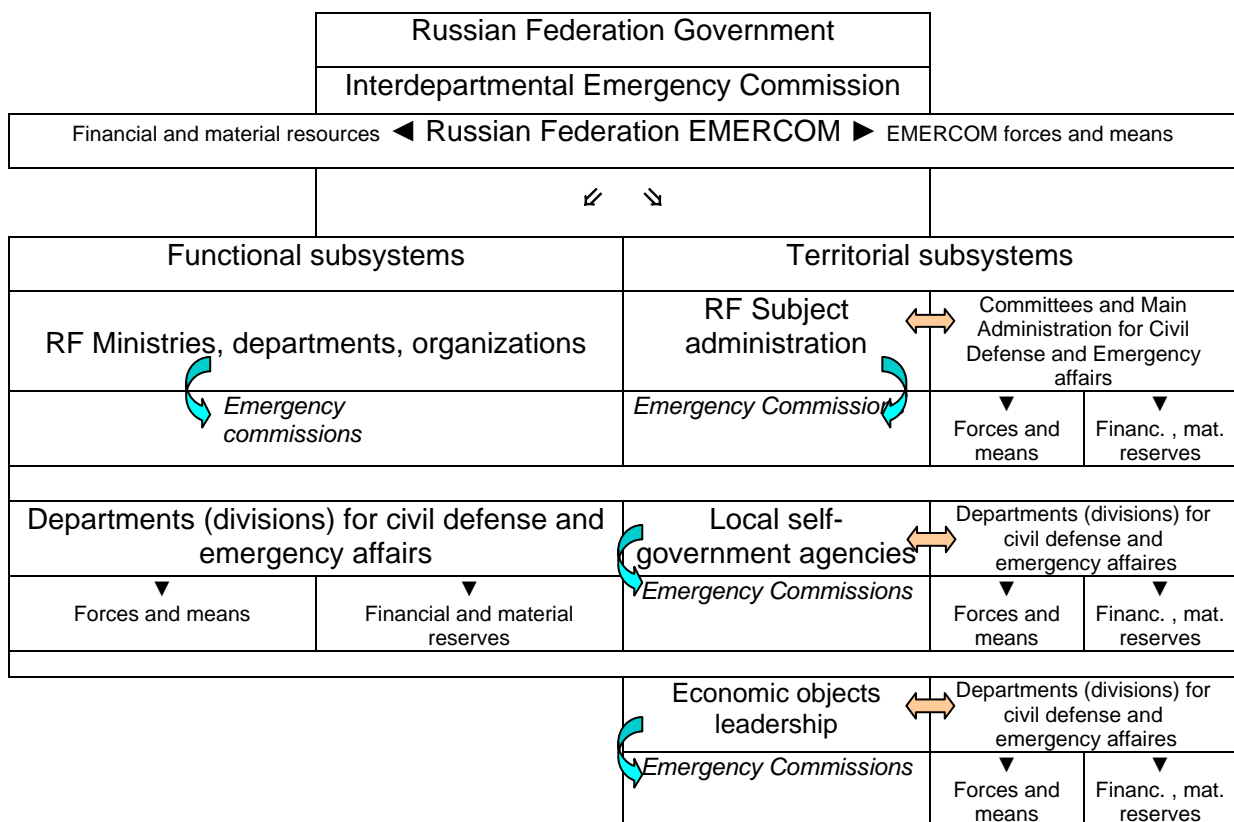 Russian Federation Government
Interdepartmental Emergency Commission
Financial and material resources ◄ Russian Federation EMERCOM ► EMERCOM forces and means
Functional subsystems
Territorial subsystems
RF Ministries, departments, organizations
RF Subject
administration
Committees and Main
Administration for Civil
Defense and Emergency
affairs
Emergency
commissions
Emergency Commission
▼
Forces and
means
▼
Financ. , mat.
reserves
Departments (divisions) for civil defense and
emergency affairs
Local self-
government agencies
Departments (divisions) for
civil defense and
emergency affaires
▼
Forces and means
▼
Financial and material
reserves
Emergency Commissions
▼
Forces and
means
▼
Financ. , mat.
reserves
Economic objects
leadership
Departments (divisions) for
civil defense and
emergency affaires
Emergency Commissions
▼
Forces and
means
▼
Financ. , mat.
reserves